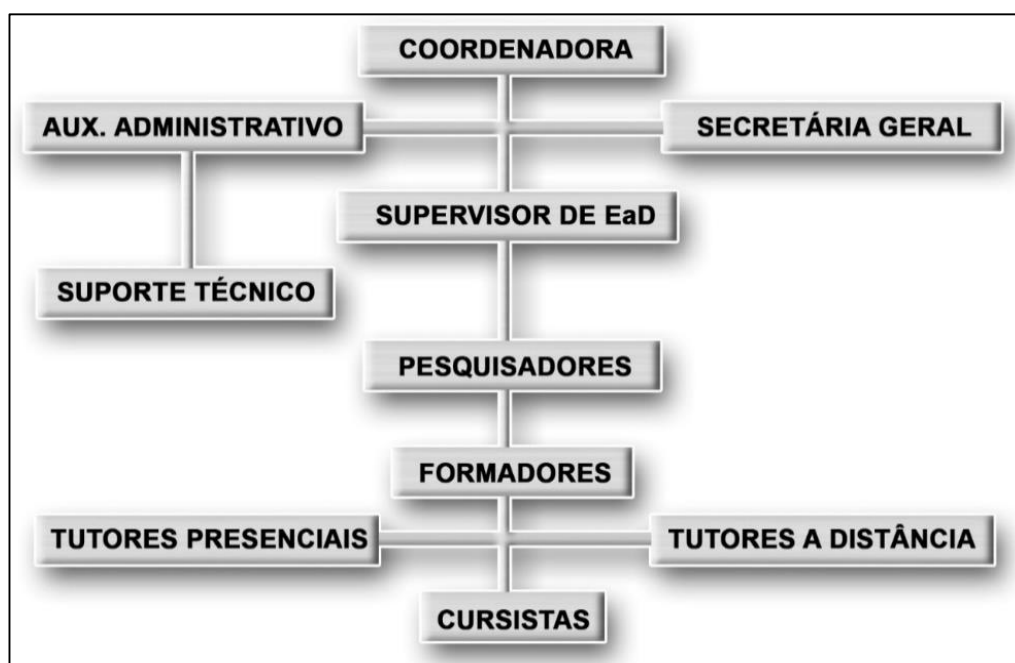 COORDENADORA
AUX. ADMINISTRATIVO
SECRETÁRIA GERAL
SUPERVISOR DE EaD
SUPORTE TÉCNICO
PESQUISADORES
FORMADORES
TUTORES PRESENCIAIS
TUTORES A DISTÂNCIA
CURSISTAS